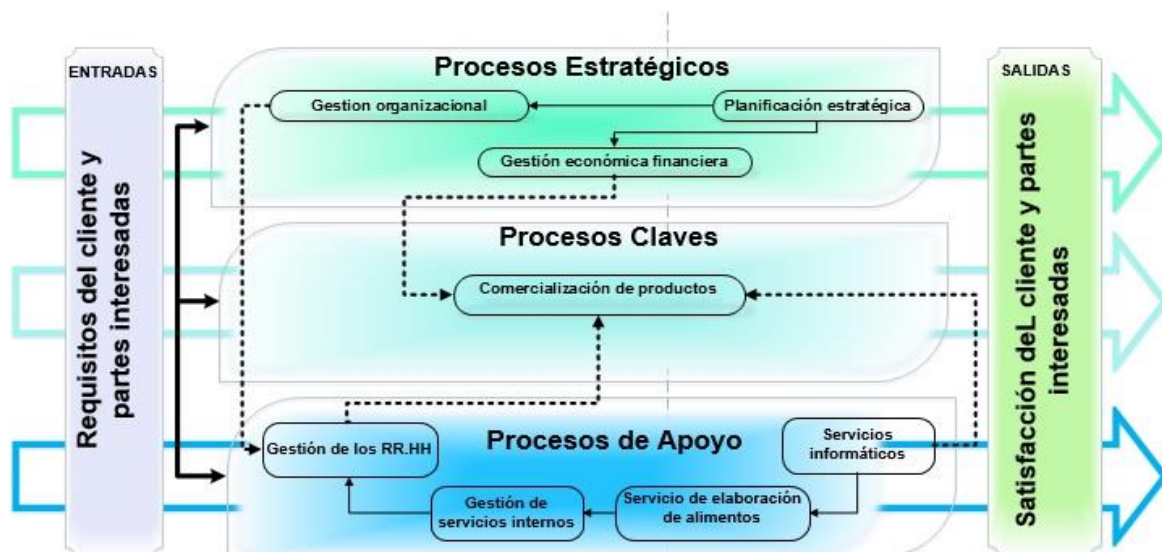 ENTRADAS
Requisitos del cliente y
partes interesadas
Procesos Estratégicos
Gestion organizacional
Planificación estratégica
Gestión económica financiera
Procesos Claves
Comercialización de productos
Procesos de Apoyo
Gestión de los RR.HH
Servicios
informáticos
Gestión de
servicios internos
Servicio de elaboración
de alimentos
SALIDAS
Satisfacción deL cliente y partes
interesadas